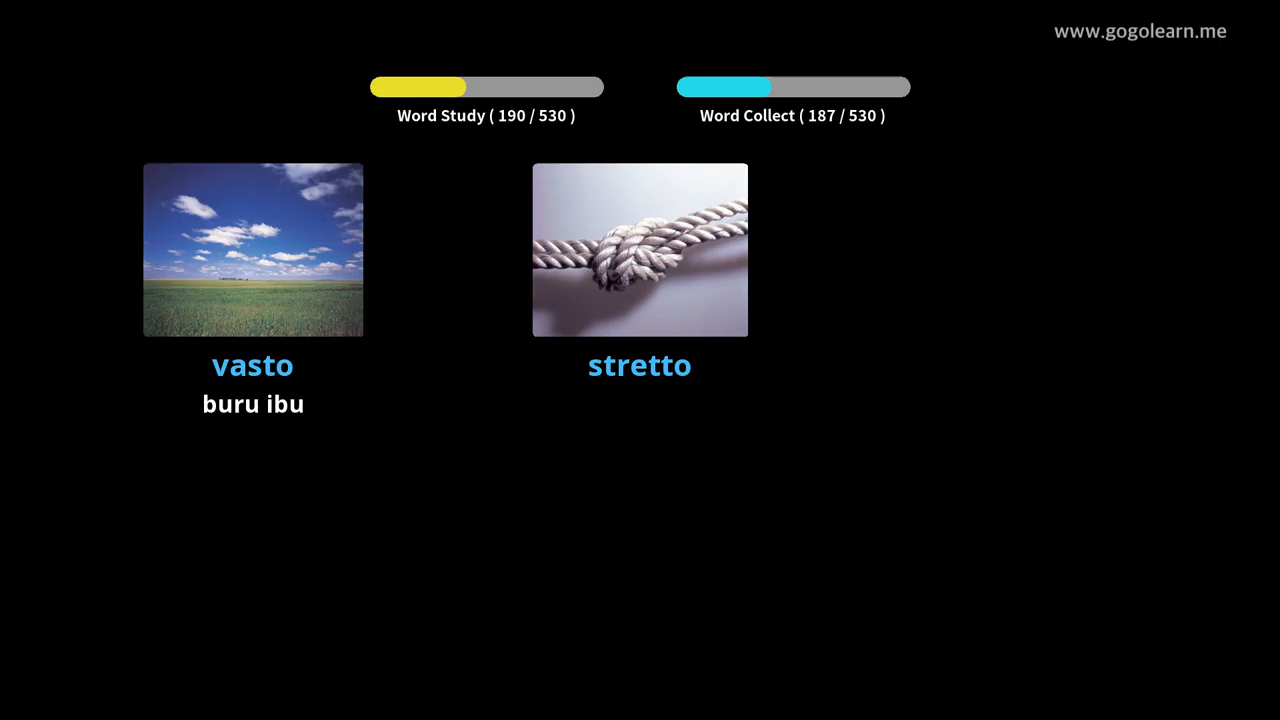 www.gogolearn.me
Word Study ( 190 / 530 )
Word Collect ( 187 / 530 )
vasto
stretto
buru ibu